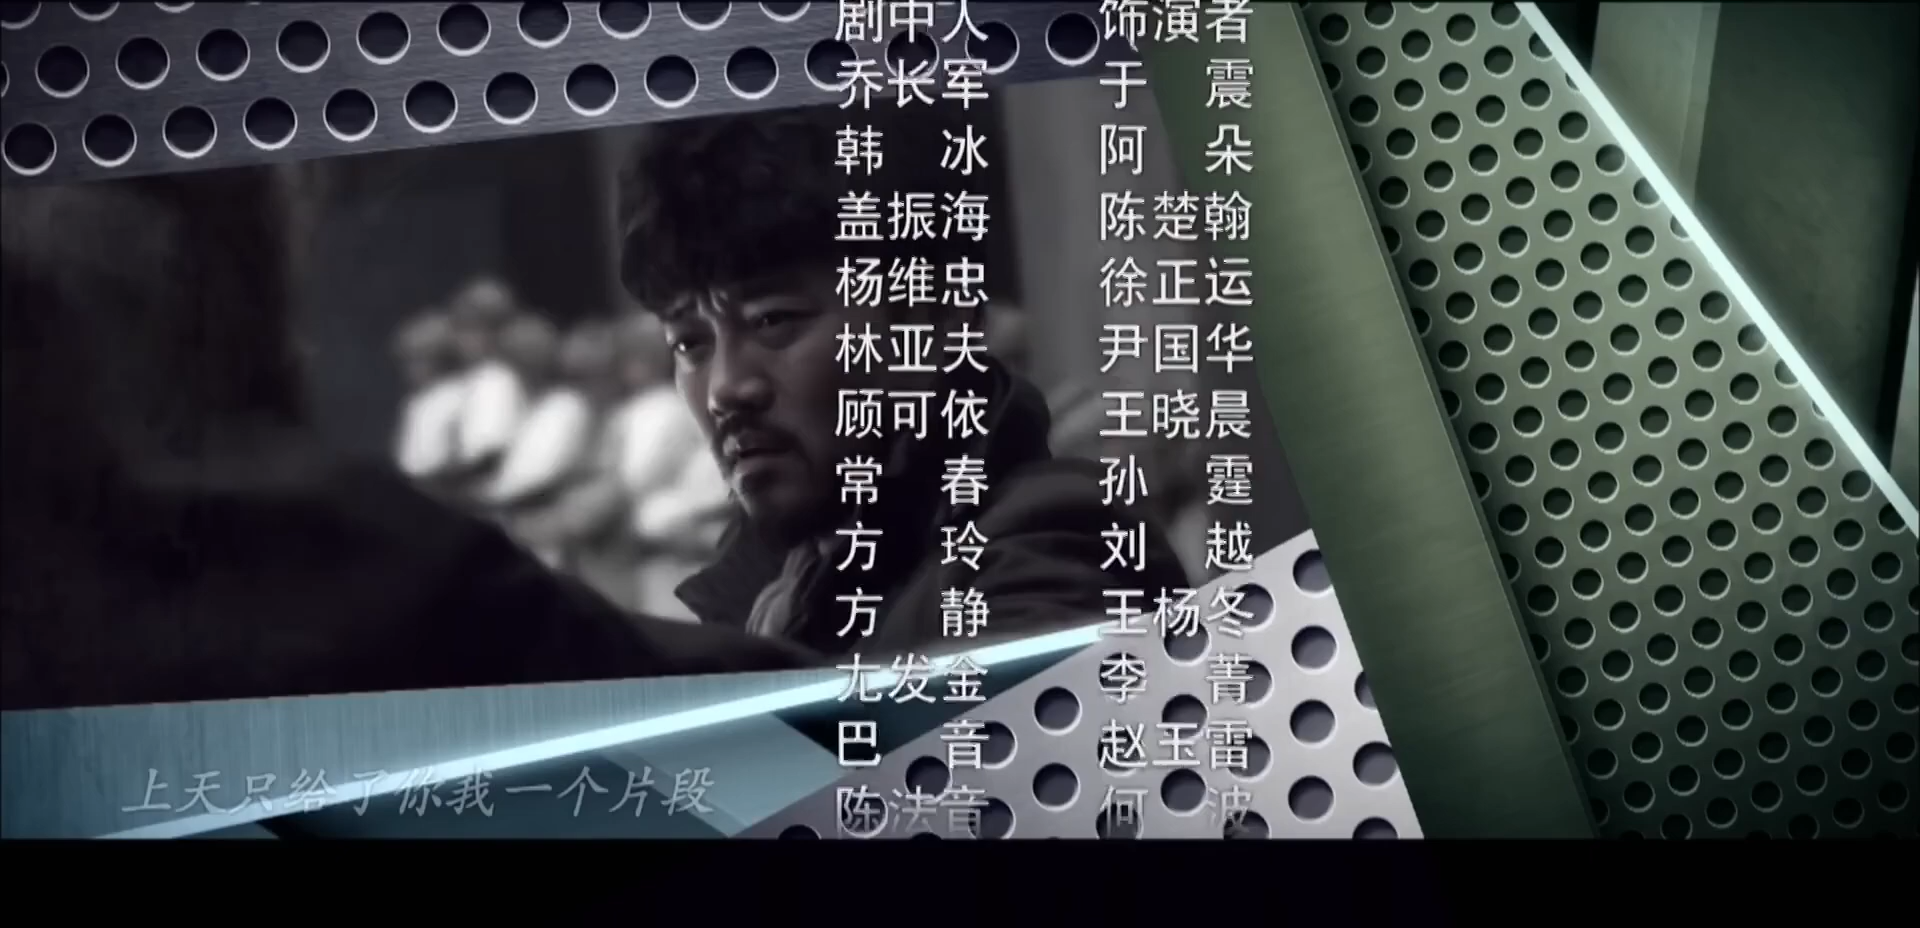 剧中人 饰演者
乔长军 于震
韩冰 阿朵
盖振海 陈楚翰
杨维忠 徐正运
林亚夫 尹国华
顾可依 王晓晨
常春 孙霆
方玲 刘越
方静 王杨冬
尤发金 李菁
巴音 赵玉雷
陈法音 何波
上天只给了你我一个片段